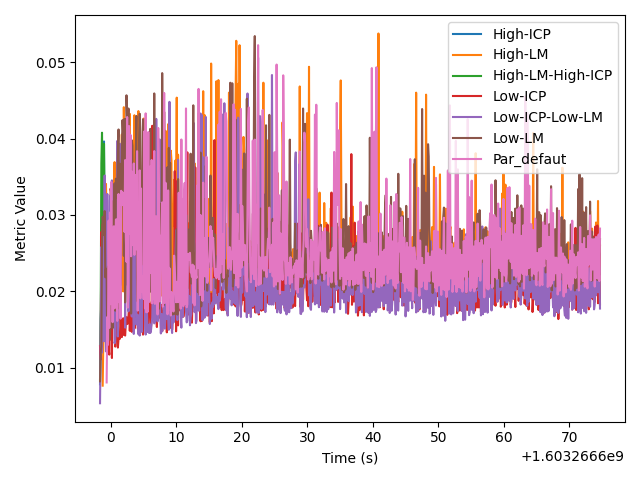 High-ICP
High-LM
High-LM-High-ICP
Low-ICP
Low-ICP-Low-LM
Low-LM
Par_defaut
0.05
0.04
0.03
0.02
0.01
Metric Value
0 10 20 30 40 50 60 70
Time (s)
+1.6032666e9